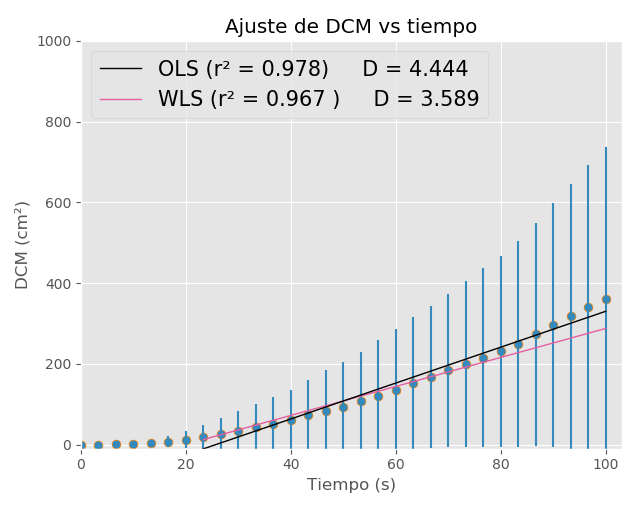 Ajuste de DCM vs tiempo
1000
800
600
400
200
0
DCM (cm²)
OLS (r² = 0.978) D = 4.444
WLS (r² = 0.967 ) D = 3.589
0 20 40 60 80 100
Tiempo (s)